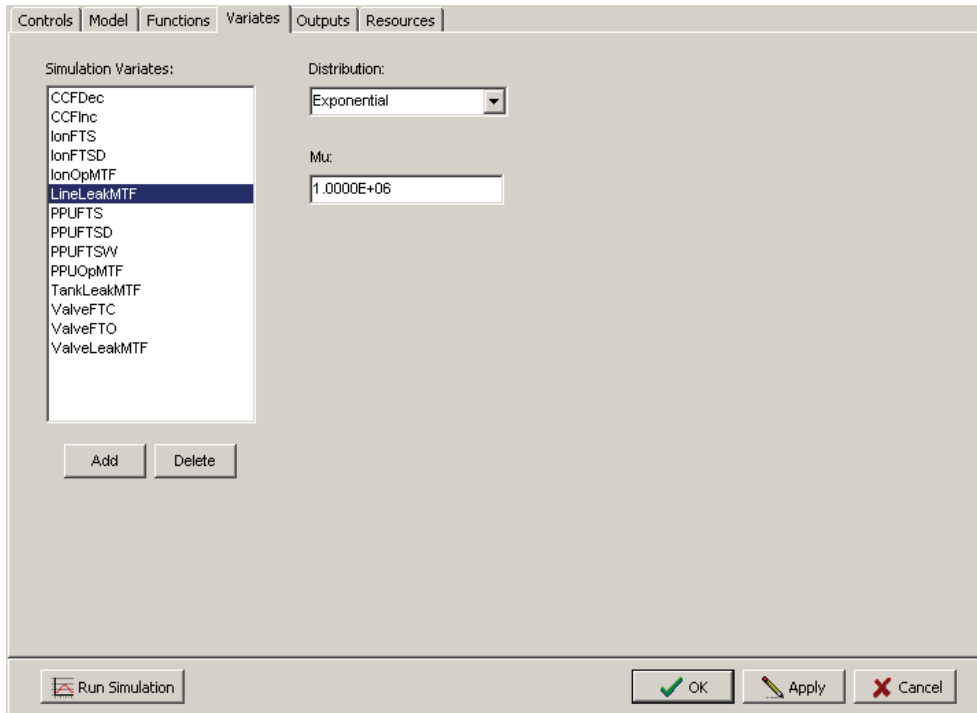 Controls Model Functions Variates Outputs Resources
Simulation Variates:
CCFDec
CCFInc
IonFTS
IonFTSD
IonOpMTF
LineLeakMTF
PPUFTS
PPUFTSD
PPUFTSW
PPUOpMTF
TankLeakMTF
ValveFTC
ValveFTO
ValveLeakMTF
Add Delete
Distribution:
Exponential
Mu:
1.0000E+06
Run Simulation OK Apply Cancel